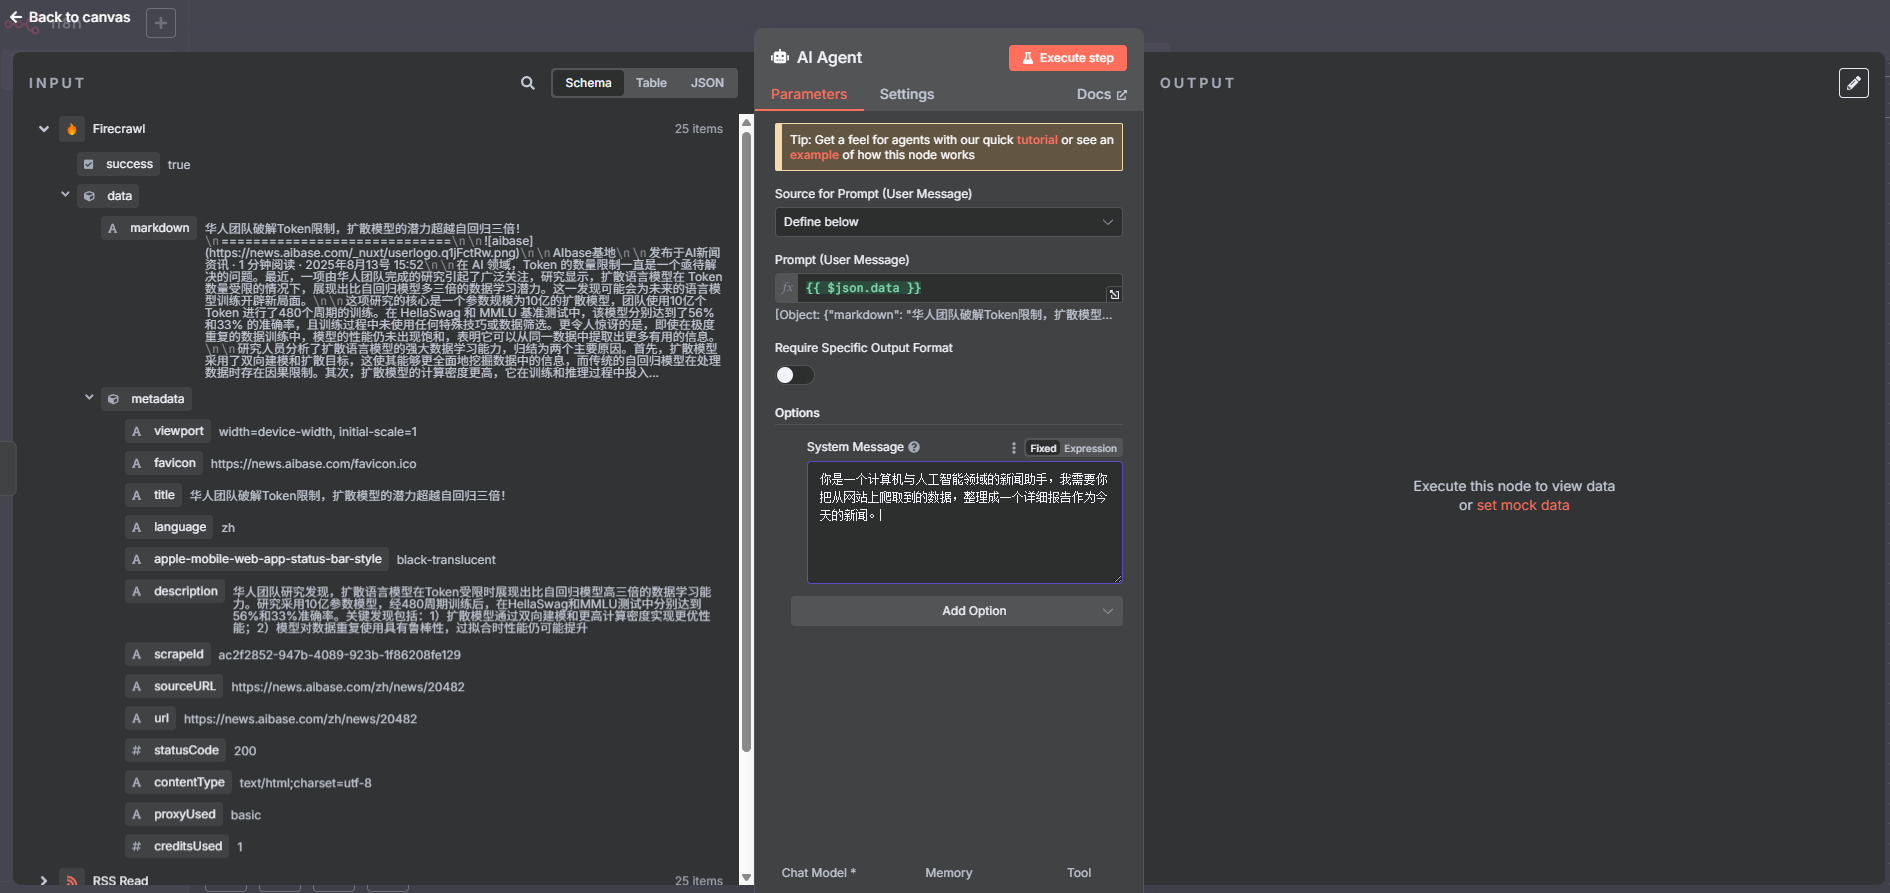 Back to canvas
INPUT
Schema
Table
JSON
Firecrawl
25 items
success
true
data
A
markdown
华人团队破解Token限制，扩散模型的潜力超越自回归三倍！
\n=============================\n\n![aibase]
(https://news.aibase.com/_nuxt/userlogo.q1jFctRw.png)\n\nAIbase基地\n\n发布于AI新闻
资讯 · 1 分钟阅读 · 2025年8月13号 15:52\n\n在 AI 领域，Token 的数量限制一直是一个亟待解
决的问题。最近，一项由华人团队完成的研究引起了广泛关注，研究显示，扩散语言模型在 Token
数量受限的情况下，展现出比自回归模型多三倍的数据学习潜力。这一发现可能会为未来的语言模
型训练开辟新局面。\n\n这项研究的核心是一个参数规模为10亿的扩散模型，团队使用10亿个
Token 进行了480个周期的训练。在 HellaSwag 和 MMLU 基准测试中，该模型分别达到了56%
和33% 的准确率，且训练过程中未使用任何特殊技巧或数据筛选。更令人惊讶的是，即使在极度
重复的数据训练中，模型的性能仍未出现饱和，表明它可以从同一数据中提取出更多有用的信息。
\n\n研究人员分析了扩散语言模型的强大数据学习能力，归结为两个主要原因。首先，扩散模型
采用了双向建模和扩散目标，这使其能够更全面地挖掘数据中的信息，而传统的自回归模型在处理
数据时存在因果限制。其次，扩散模型的计算密度更高，它在训练和推理过程中投入...
metadata
A
viewport
width=device-width, initial-scale=1
A
favicon
https://news.aibase.com/favicon.ico
A
title
华人团队破解Token限制，扩散模型的潜力超越自回归三倍！
A
language
zh
A
apple-mobile-web-app-status-bar-style
black-translucent
A
description
华人团队研究发现，扩散语言模型在Token受限时展现出比自回归模型高三倍的数据学习能
力。研究采用10亿参数模型，经480周期训练后，在HellaSwag和MMLU测试中分别达到
56%和33%准确率。关键发现包括：1）扩散模型通过双向建模和更高计算密度实现更优性
能；2）模型对数据重复使用具有鲁棒性，过拟合时性能仍可能提升
A
scrapeId
ac2f2852-947b-4089-923b-1f86208fe129
A
sourceURL
https://news.aibase.com/zh/news/20482
A
url
https://news.aibase.com/zh/news/20482
#
statusCode
200
A
contentType
text/html;charset=utf-8
A
proxyUsed
basic
#
creditsUsed
1
RSS Read
25 items
AI Agent
Execute step
Parameters
Settings
Docs
Tip: Get a feel for agents with our quick tutorial or see an
example of how this node works
Source for Prompt (User Message)
Define below
Prompt (User Message)
fx
{{ $json.data }}
[Object: {"markdown": "华人团队破解Token限制，扩散模型...
Require Specific Output Format
Options
System Message
Fixed
Expression
你是一个计算机与人工智能领域的新闻助手，我需要你
把从网站上爬取到的数据，整理成一个详细报告作为今
天的新闻。
Add Option
Chat Model *
Memory
Tool
OUTPUT
Execute this node to view data
or set mock data